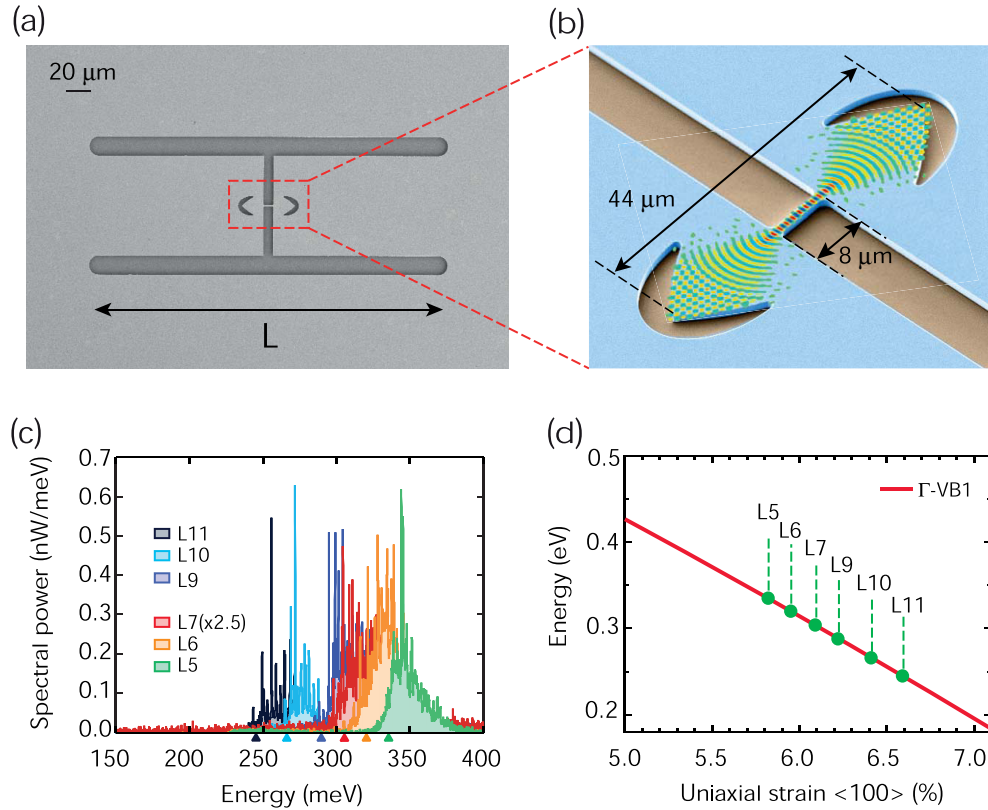 (a)
20 μm
L
(b)
44 μm
8 μm
(c)
Spectral power (nW/meV)
0.7
0.6
0.5
0.4
0.3
0.2
0.1
0.0
L11
L10
L9
L7(x2.5)
L6
L5
150 200 250 300 350 400
Energy (meV)
(d)
Energy (eV)
0.5
0.4
0.3
0.2
Γ-VB1
L5
L6
L7
L9
L10
L11
5.0 5.5 6.0 6.5 7.0
Uniaxial strain <100> (%)